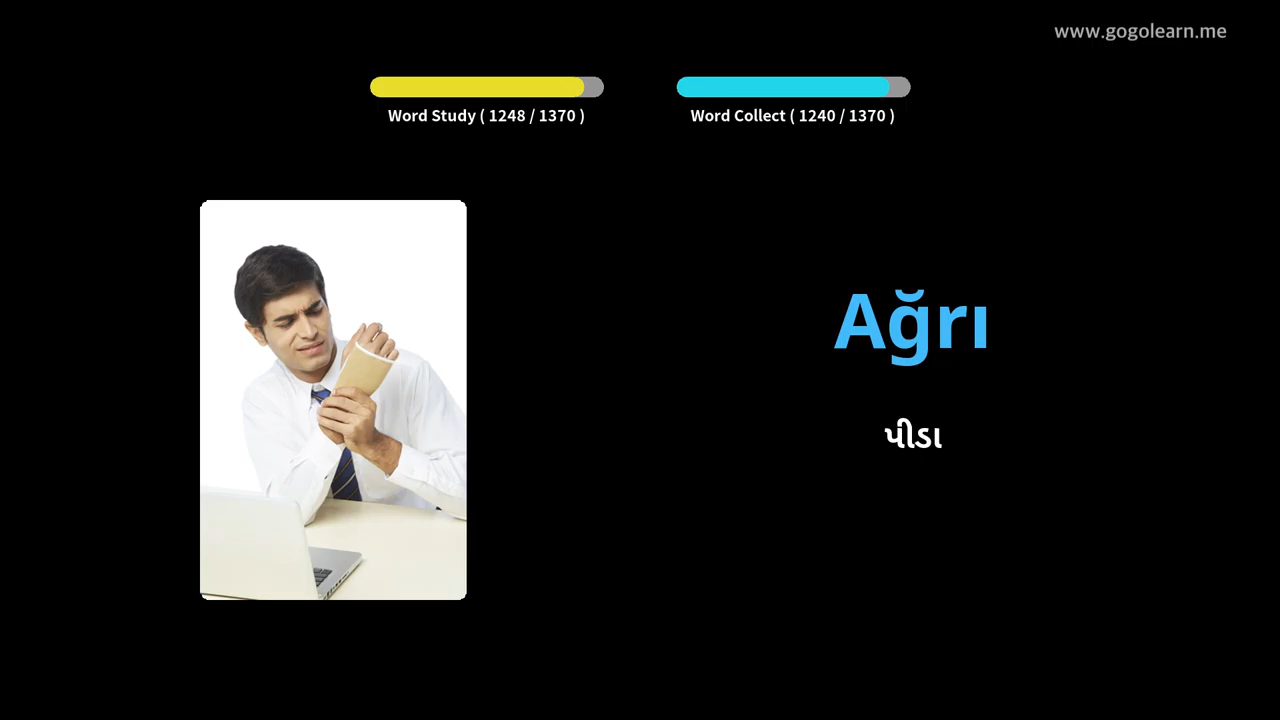 www.gogolearn.me
Word Study ( 1248 / 1370 )
Word Collect ( 1240 / 1370 )
Ağrı
પીડા